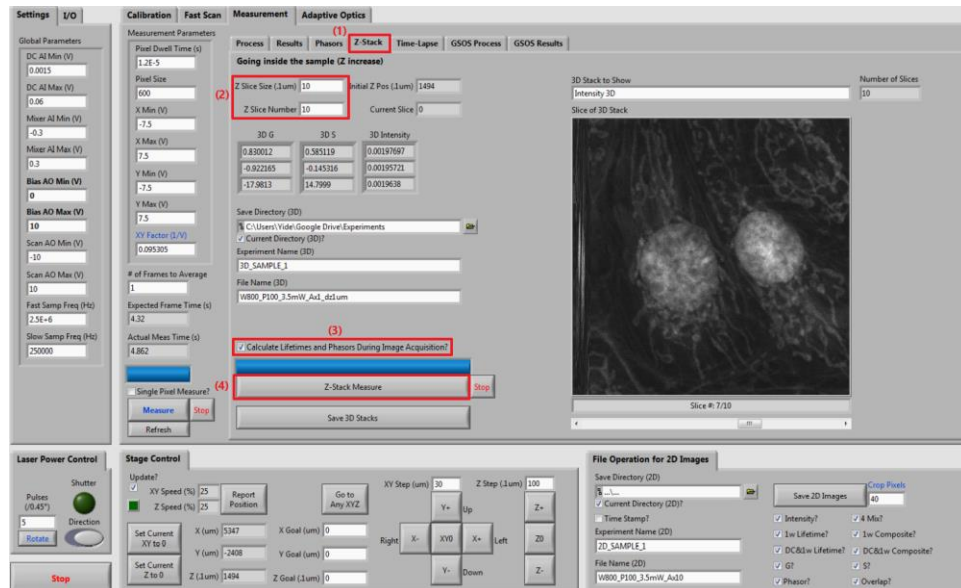 Settings I/O
Global Parameters
DC AI Min (V)
0.0015
DC AI Max (V)
0.06
Mixer AI Min (V)
-0.3
Mixer AI Max (V)
0.3
Bias AO Min (V)
0
Bias AO Max (V)
10
Scan AO Min (V)
-10
Scan AO Max (V)
10
Fast Samp Freq (Hz)
2.5E+6
Slow Samp Freq (Hz)
250000
Calibration Fast Scan Measurement Adaptive Optics
Measurement Parameters
Pixel Dwell Time (s)
1.2E-5
Pixel Size
600
X Min (V)
-7.5
X Max (V)
7.5
Y Min (V)
-7.5
Y Max (V)
7.5
XY Factor (1/V)
0.095305
# of Frames to Average
1
Expected Frame Time (s)
4.32
Actual Meas Time (s)
4.862
Single Pixel Measure?
Measure Stop
Refresh
(1)
Process Results Phasors Z-Stack Time-Lapse GSOS Process GSOS Results
Going inside the sample (Z increase)
(2)
Z Slice Size (.1um) 10 Initial Z Pos (.1um) 1494
Z Slice Number 10 Current Slice 0
3D G 3D S 3D Intensity
0.830012 0.585119 0.00197697
-0.922165 -0.145316 0.00195721
-17.9813 14.7999 0.0019638
Save Directory (3D)
C:\Users\Yide\Google Drive\Experiments
Current Directory (3D)?
Experiment Name (3D)
3D_SAMPLE_1
File Name (3D)
W800_P100_3.5mW_Ax1_dz1um
(3)
Calculate Lifetimes and Phasors During Image Acquisition?
(4)
Z-Stack Measure Stop
Save 3D Stacks
3D Stack to Show
Intensity 3D
Number of Slices
10
Slice of 3D Stack
Slice #: 7/10
Laser Power Control
Shutter
Pulses
(/0.45°)
5
Direction
Rotate
Stop
Stage Control
Update?
XY Speed (%) 25
Z Speed (%) 25
Report
Position
Go to
Any XYZ
Set Current
XY to 0
Set Current
Z to 0
X (um) 5347 X Goal (um) 0
Y (um) -2408 Y Goal (um) 0
Z (.1um) 1494 Z Goal (.1um) 0
XY Step (um) 30 Z Step (.1um) 100
Y+ Up Z+
Right X- XY0 X+ Left Z0
Y- Down Z-
File Operation for 2D Images
Save Directory (2D)
..\..
Current Directory (2D)?
Time Stamp?
Experiment Name (2D)
2D_SAMPLE_1
File Name (2D)
W800_P100_3.5mW_Ax10
Save 2D Images
Crop Pixels
40
Intensity? 4 Mix?
1w Lifetime? 1w Composite?
DC&1w Lifetime? DC&1w Composite?
G? S?
Phasor? Overlap?